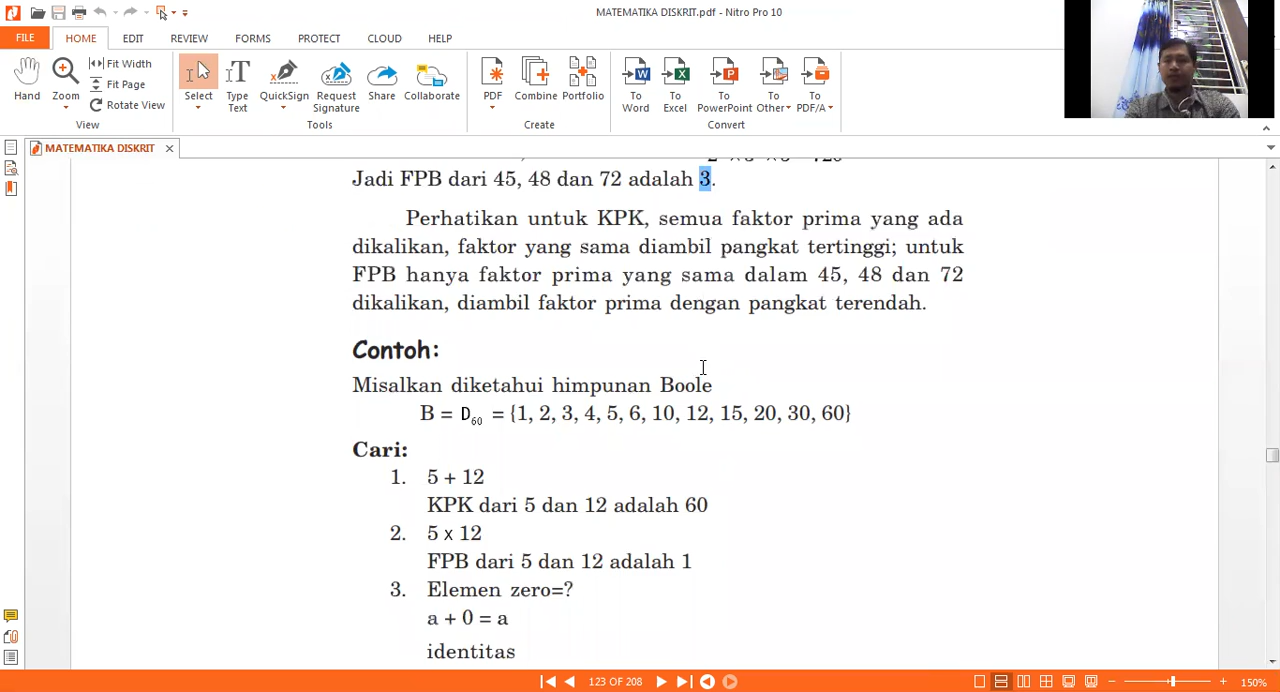 MATEMATIKA DISKRIT.pdf - Nitro Pro 10
FILE HOME EDIT REVIEW FORMS PROTECT CLOUD HELP
Hand
Zoom
Fit Width
Fit Page
Rotate View
Select
Type Text
QuickSign
Request Signature
Share
Collaborate
PDF
Combine
Portfolio
To Word
To Excel
To PowerPoint
To Other
To PDF/A
View Tools Create Convert
MATEMATIKA DISKRIT
Jadi FPB dari 45, 48 dan 72 adalah 3.
Perhatikan untuk KPK, semua faktor prima yang ada
dikalikan, faktor yang sama diambil pangkat tertinggi; untuk
FPB hanya faktor prima yang sama dalam 45, 48 dan 72
dikalikan, diambil faktor prima dengan pangkat terendah.
Contoh:
Misalkan diketahui himpunan Boole
B = D₆₀ = {1, 2, 3, 4, 5, 6, 10, 12, 15, 20, 30, 60}
Cari:
1. 5 + 12
KPK dari 5 dan 12 adalah 60
2. 5 x 12
FPB dari 5 dan 12 adalah 1
3. Elemen zero=?
a + 0 = a
identitas
123 OF 208
150%